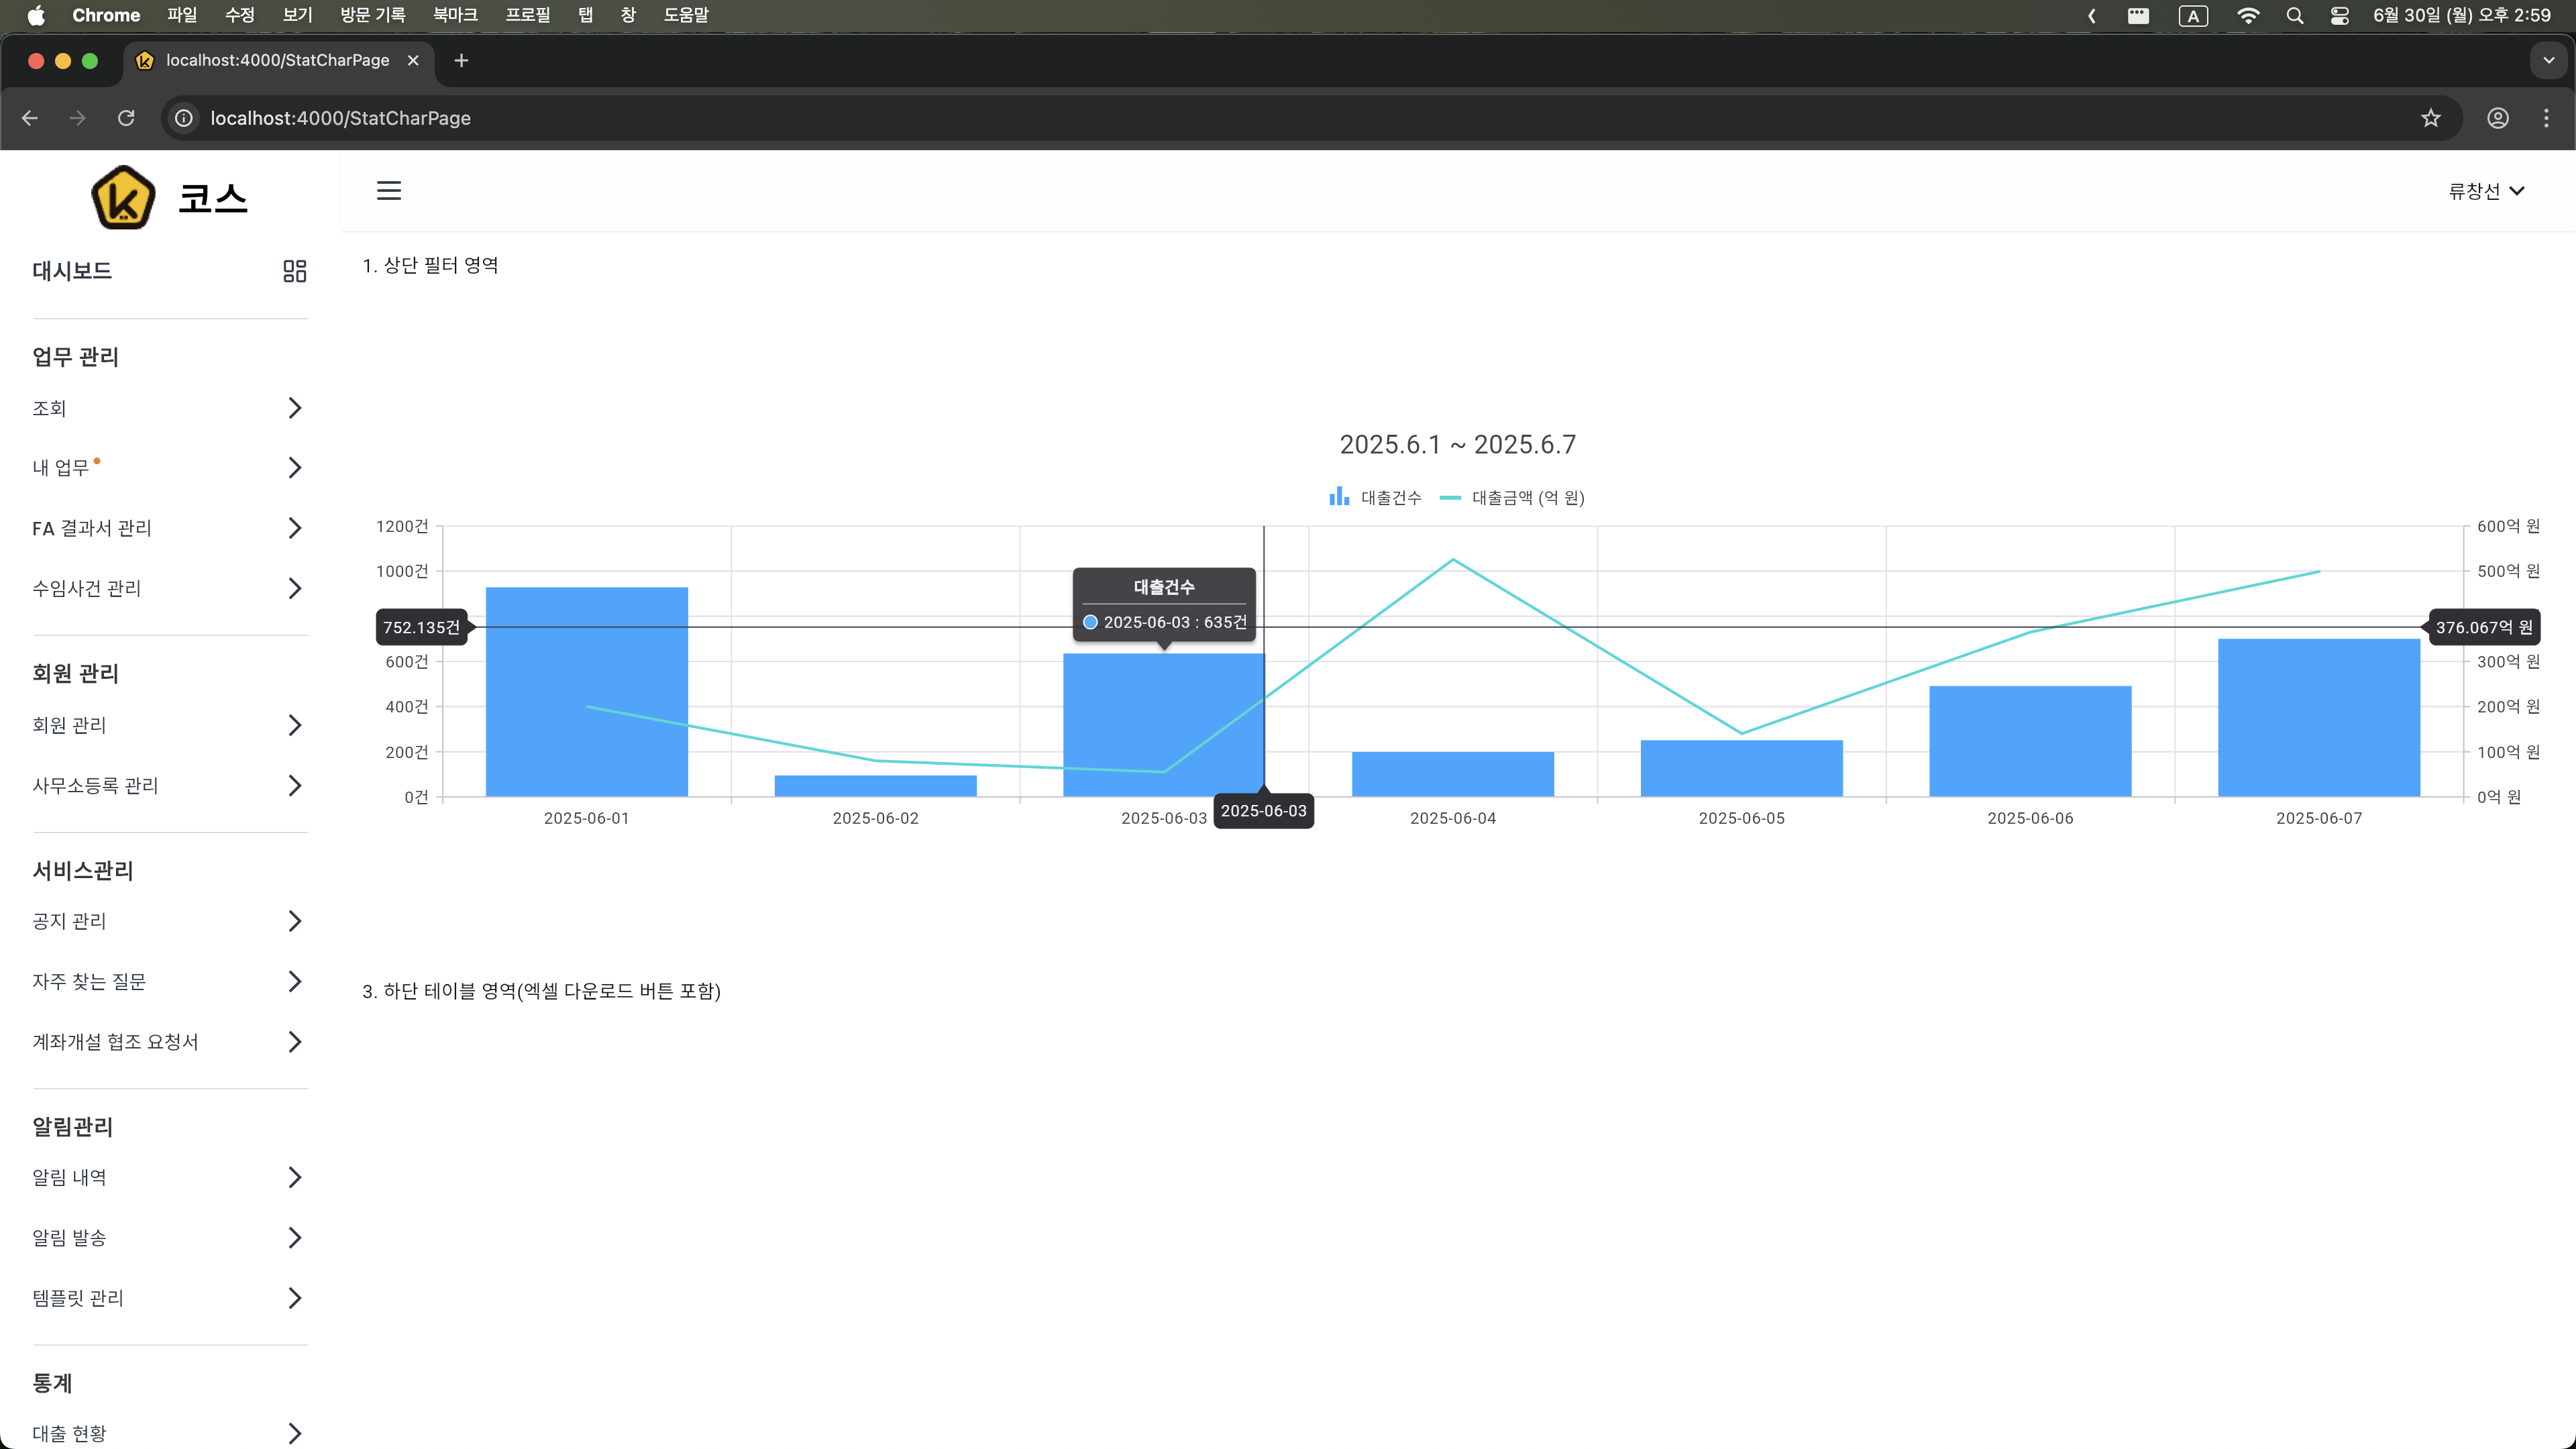 Chrome 파일 수정 보기 방문 기록 북마크 프로필 탭 창 도움말 A 6월 30일 (월) 오후 2:59
localhost:4000/StatCharPage
localhost:4000/StatCharPage
코스
류창선
대시보드
업무 관리
조회
내 업무
FA 결과서 관리
수임사건 관리
회원 관리
회원 관리
사무소등록 관리
서비스관리
공지 관리
자주 찾는 질문
계좌개설 협조 요청서
알림관리
알림 내역
알림 발송
템플릿 관리
통계
대출 현황
1. 상단 필터 영역
2025.6.1 ~ 2025.6.7
대출건수 대출금액 (억 원)
1200건 600억 원
1000건 500억 원
대출건수
2025-06-03 : 635건
752.135건 376.067억 원
600건 300억 원
400건 200억 원
200건 100억 원
0건 0억 원
2025-06-01 2025-06-02 2025-06-03 2025-06-03 2025-06-04 2025-06-05 2025-06-06 2025-06-07
3. 하단 테이블 영역(엑셀 다운로드 버튼 포함)